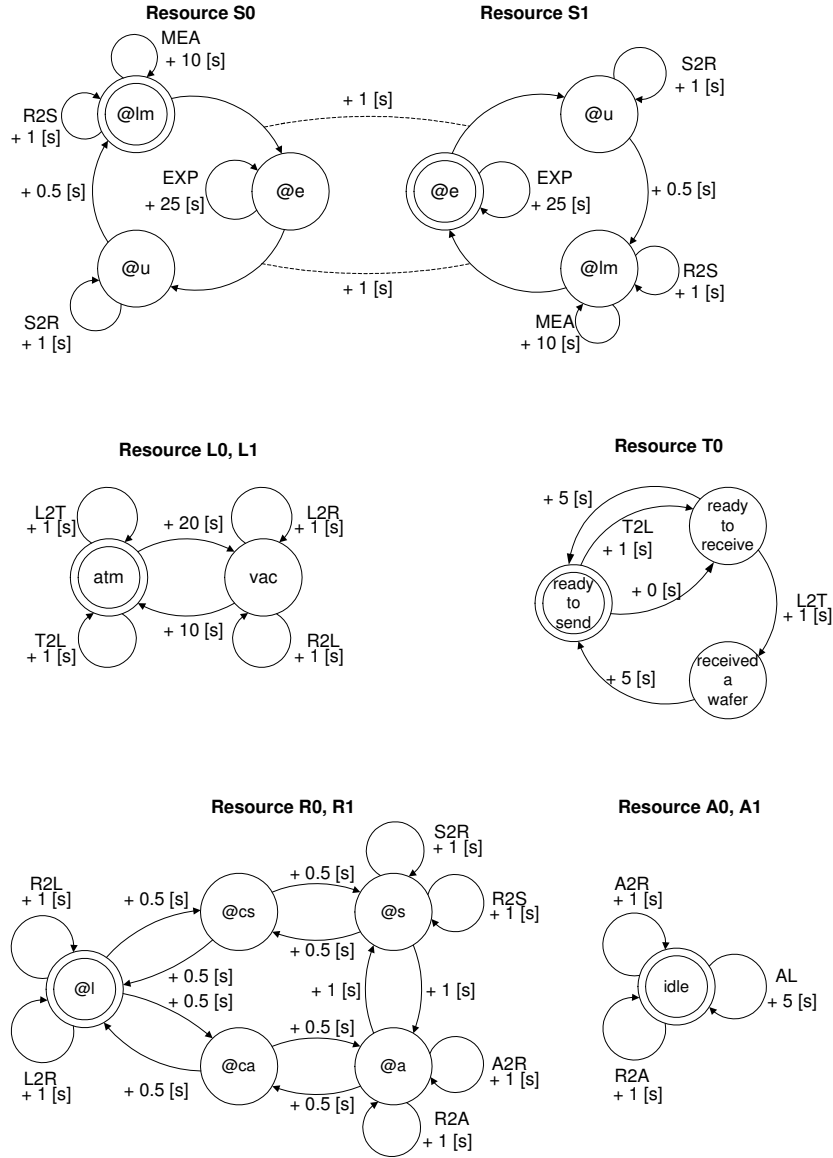 Resource S0
Resource S1
MEA
+ 10 [s]
@lm
R2S
+ 1 [s]
+ 0.5 [s]
EXP
+ 25 [s]
@e
@u
S2R
+ 1 [s]
+ 1 [s]
+ 1 [s]
@e
EXP
+ 25 [s]
@u
S2R
+ 1 [s]
+ 0.5 [s]
@lm
R2S
+ 1 [s]
MEA
+ 10 [s]
Resource L0, L1
L2T
+ 1 [s]
+ 20 [s]
L2R
+ 1 [s]
atm
vac
T2L
+ 1 [s]
+ 10 [s]
R2L
+ 1 [s]
Resource T0
+ 5 [s]
T2L
+ 1 [s]
ready
to
receive
ready
to
send
+ 0 [s]
L2T
+ 1 [s]
+ 5 [s]
received
a
wafer
Resource R0, R1
R2L
+ 1 [s]
+ 0.5 [s]
@cs
+ 0.5 [s]
S2R
+ 1 [s]
@s
R2S
+ 1 [s]
+ 0.5 [s]
+ 0.5 [s]
@l
+ 0.5 [s]
+ 1 [s]
+ 1 [s]
L2R
+ 1 [s]
+ 0.5 [s]
@ca
+ 0.5 [s]
@a
+ 0.5 [s]
A2R
+ 1 [s]
R2A
+ 1 [s]
Resource A0, A1
A2R
+ 1 [s]
idle
AL
+ 5 [s]
R2A
+ 1 [s]